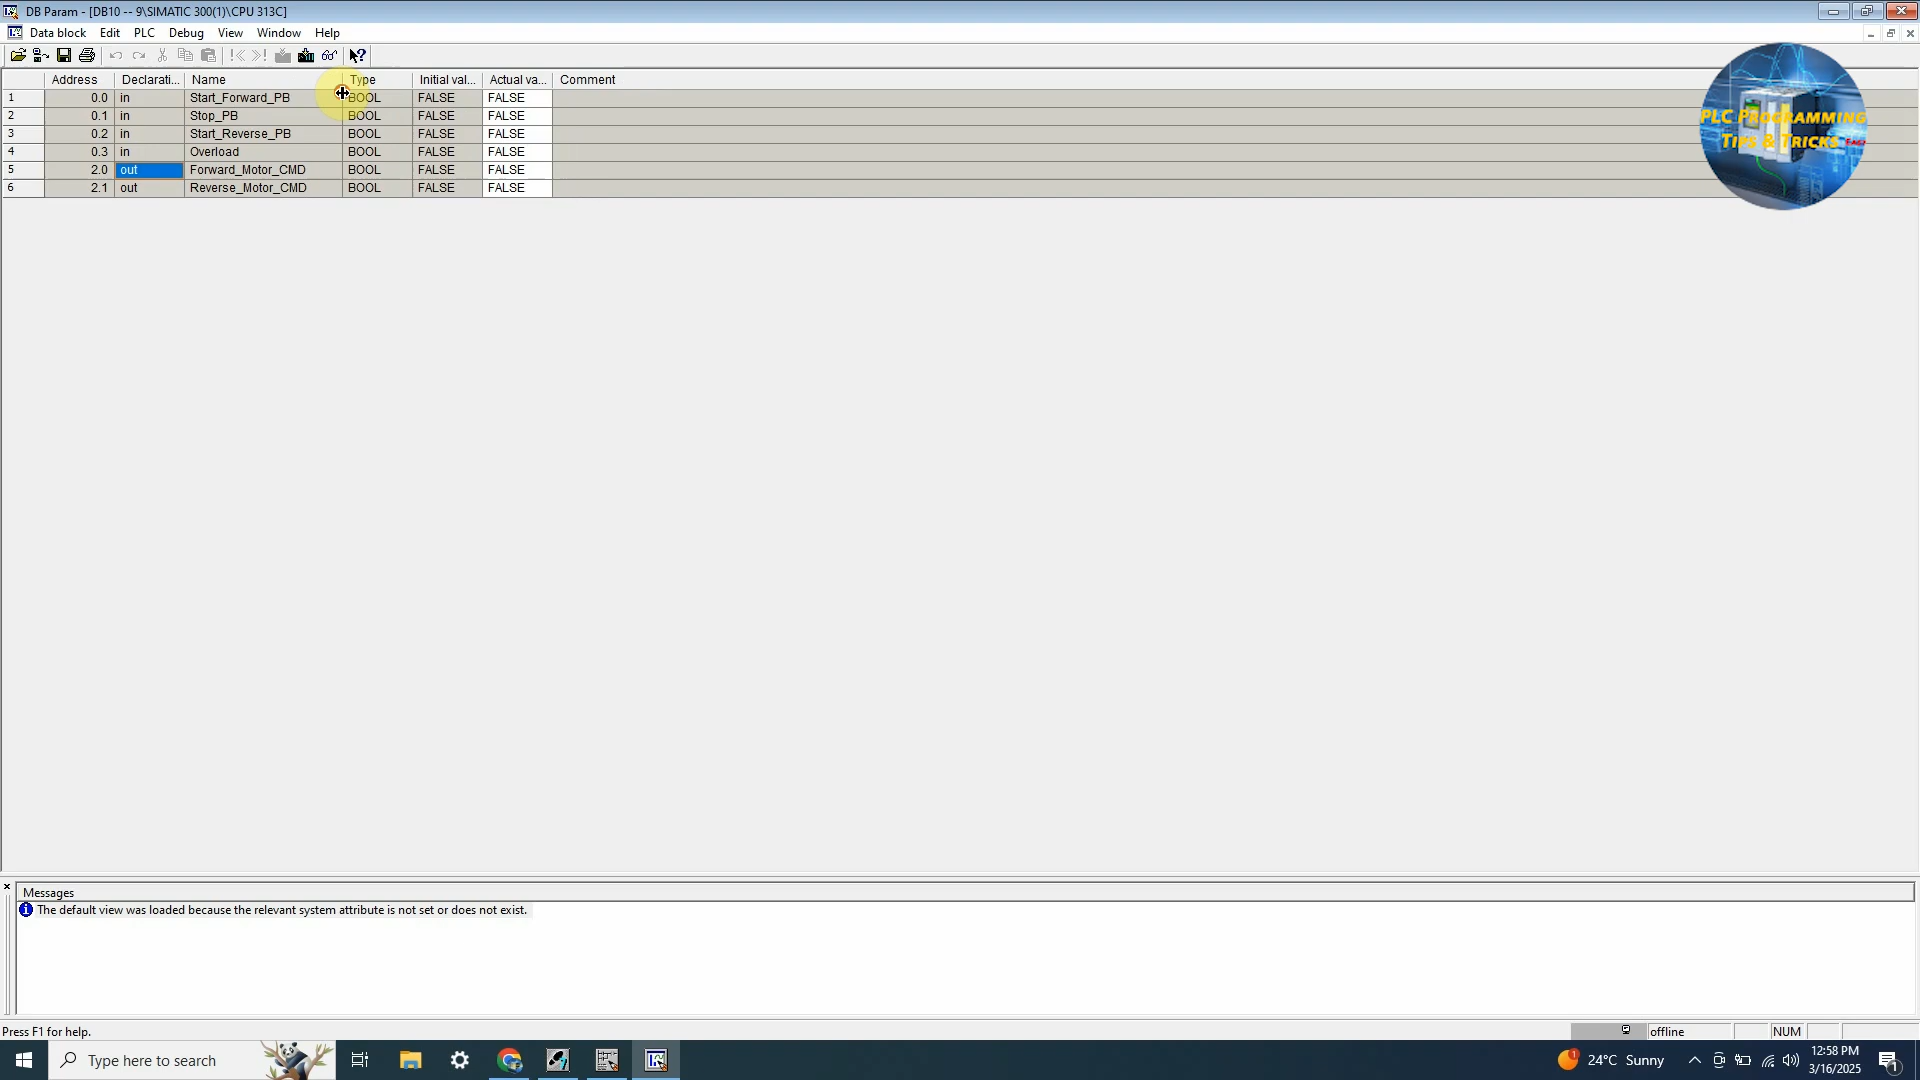 DB Param - [DB10 -- 9\SIMATIC 300(1)\CPU 313C]
Data block Edit PLC Debug View Window Help
Address Declarati... Name Type Initial val... Actual va... Comment
1 0.0 in Start_Forward_PB BOOL FALSE FALSE
2 0.1 in Stop_PB BOOL FALSE FALSE
3 0.2 in Start_Reverse_PB BOOL FALSE FALSE
4 0.3 in Overload BOOL FALSE FALSE
5 2.0 out Forward_Motor_CMD BOOL FALSE FALSE
6 2.1 out Reverse_Motor_CMD BOOL FALSE FALSE
PLC PROGRAMMING
TIPS & TRICKS EASY
Messages
The default view was loaded because the relevant system attribute is not set or does not exist.
Press F1 for help.
offline NUM
Type here to search
1 24°C Sunny
12:58 PM
3/16/2025
1